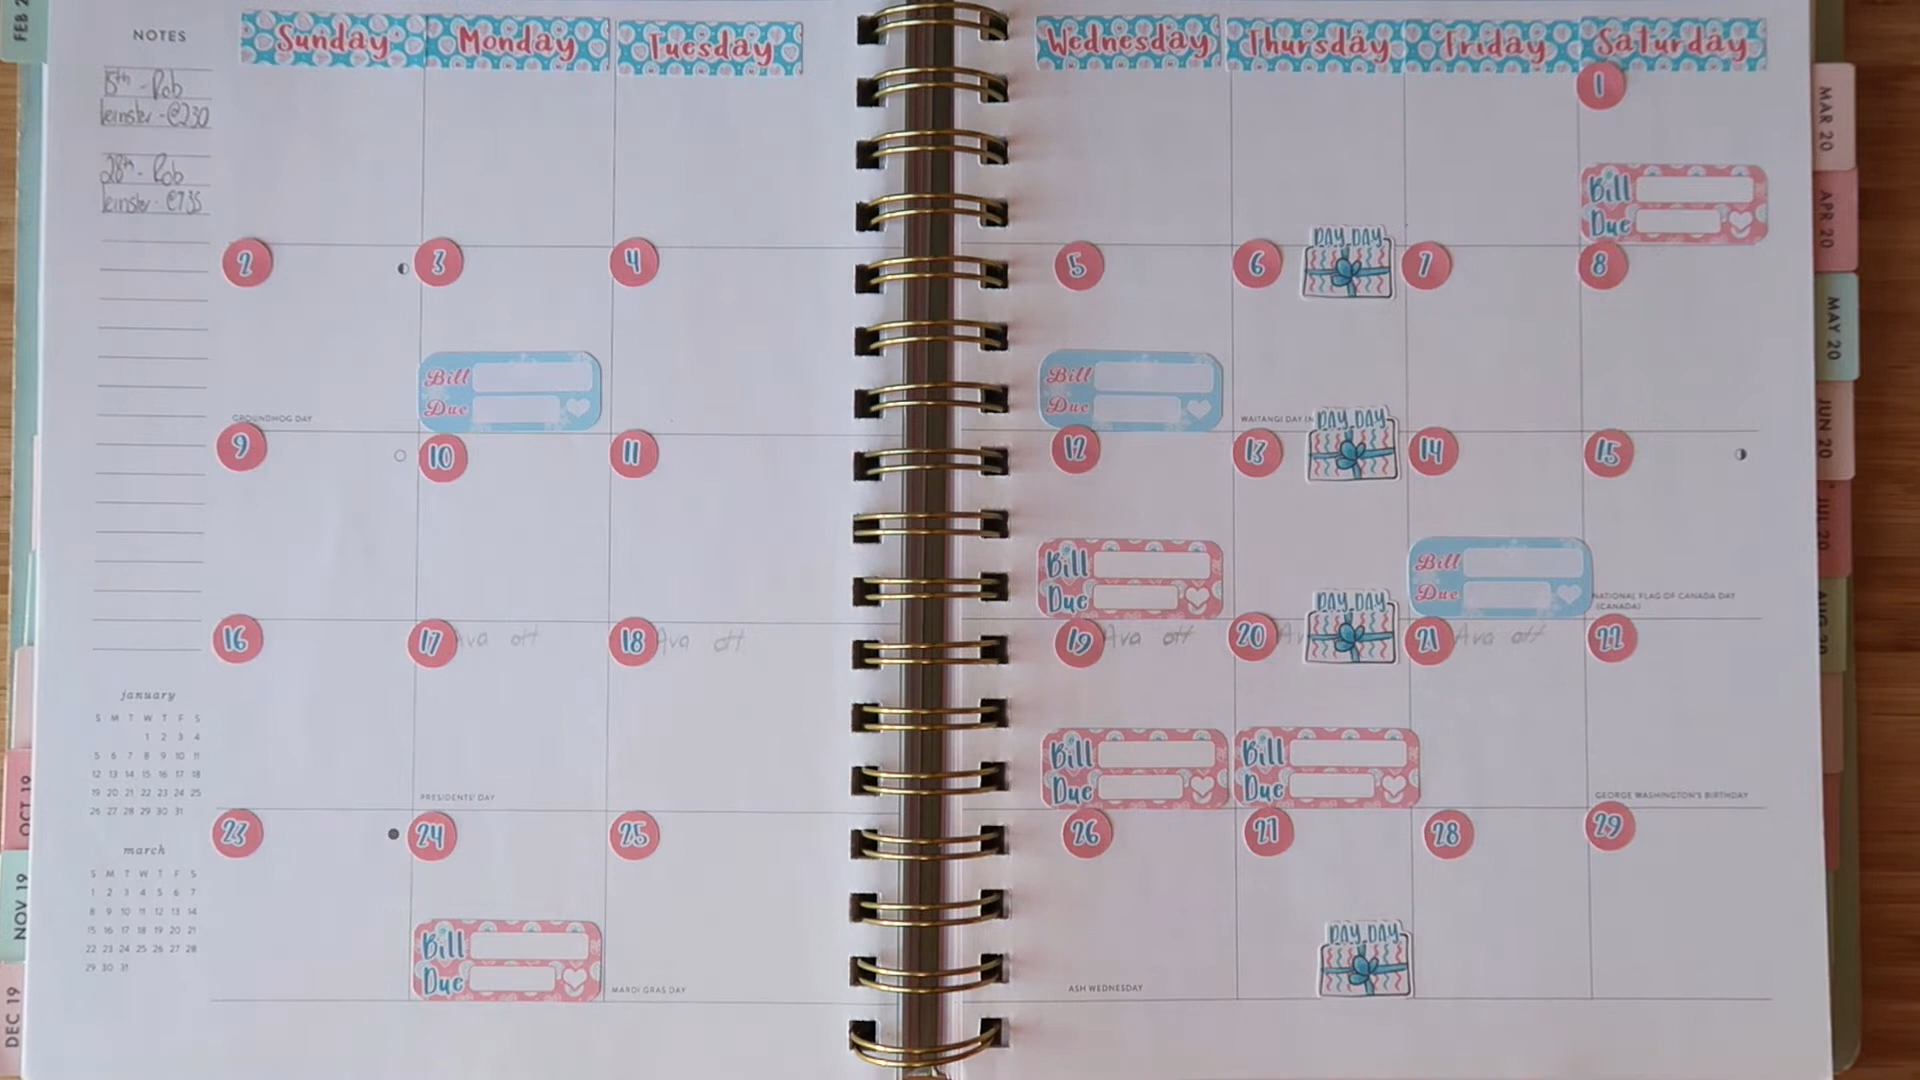 FEB 2
NOTES
Sunday
Monday
Tuesday
Wednesday
Thursday
Friday
Saturday
15th - Rob
leinster - @230
28th - Rob
leinster - @735
1
Bill
Due
2
3
4
5
6
PAY DAY
7
8
GROUNDHOG DAY
Bill
Due
Bill
Due
WAITANGI DAY
9
10
11
12
13
PAY DAY
14
15
Bill
Due
Bill
Due
NATIONAL FLAG OF CANADA DAY
(CANADA)
16
17 Ava off
18 Ava off
19 Ava off
20
PAY DAY
21 Ava off
22
PRESIDENTS' DAY
Bill
Due
Bill
Due
GEORGE WASHINGTON'S BIRTHDAY
23
24
25
26
27
28
29
Bill
Due
MARDI GRAS DAY
ASH WEDNESDAY
PAY DAY
january
S M T W T F S
1 2 3 4
5 6 7 8 9 10 11
12 13 14 15 16 17 18
19 20 21 22 23 24 25
26 27 28 29 30 31
march
S M T W T F S
1 2 3 4 5 6 7
8 9 10 11 12 13 14
15 16 17 18 19 20 21
22 23 24 25 26 27 28
29 30 31
OCT 19
NOV 19
DEC 19
MAR 20
APR 20
MAY 20
JUN 20
JUL 20
AUG 20